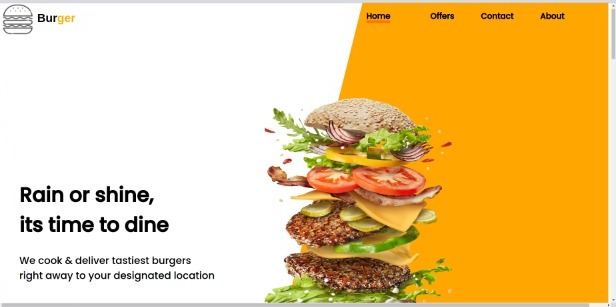 Burger
Home Offers Contact About
Rain or shine,
its time to dine
We cook & deliver tastiest burgers
right away to your designated location